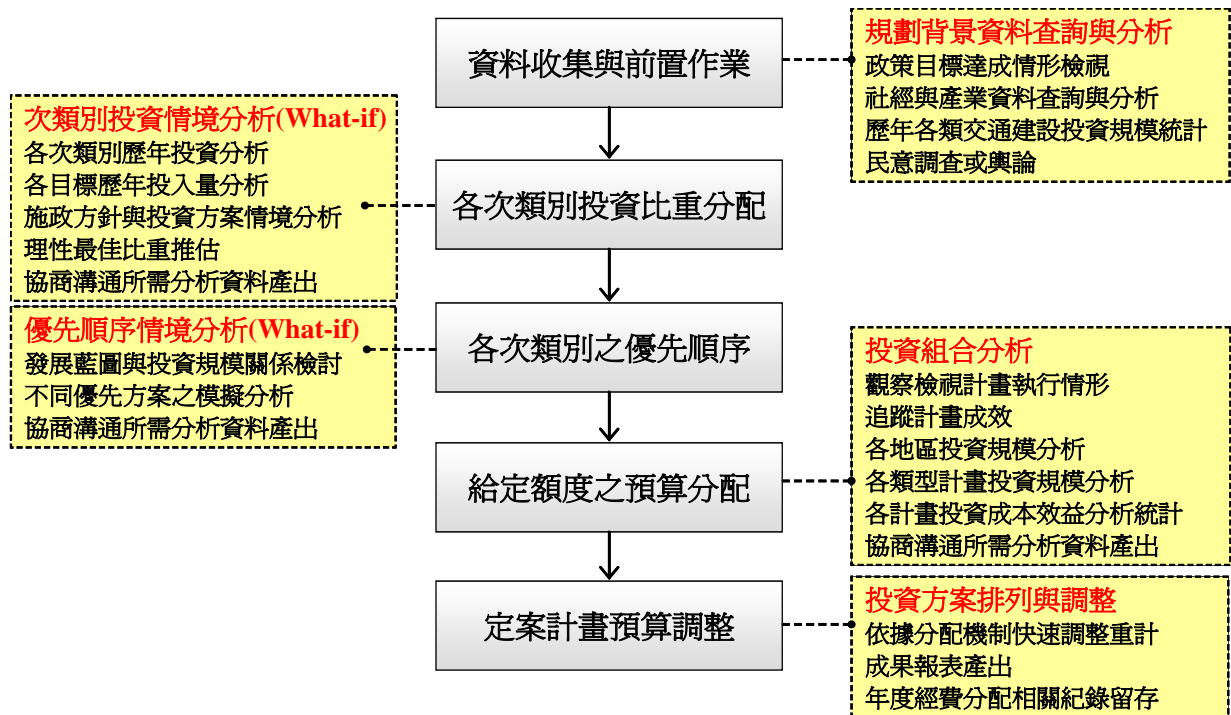 資料收集與前置作業
規劃背景資料查詢與分析
政策目標達成情形檢視
社經與產業資料查詢與分析
歷年各類交通建設投資規模統計
民意調查或輿論
次類別投資情境分析(What-if)
各次類別歷年投資分析
各目標歷年投入量分析
施政方針與投資方案情境分析
理性最佳比重推估
協商溝通所需分析資料產出
各次類別投資比重分配
優先順序情境分析(What-if)
發展藍圖與投資規模關係檢討
不同優先方案之模擬分析
協商溝通所需分析資料產出
各次類別之優先順序
給定額度之預算分配
投資組合分析
觀察檢視計畫執行情形
追蹤計畫成效
各地區投資規模分析
各類型計畫投資規模分析
各計畫投資成本效益分析統計
協商溝通所需分析資料產出
定案計畫預算調整
投資方案排列與調整
依據分配機制快速調整重計
成果報表產出
年度經費分配相關紀錄留存